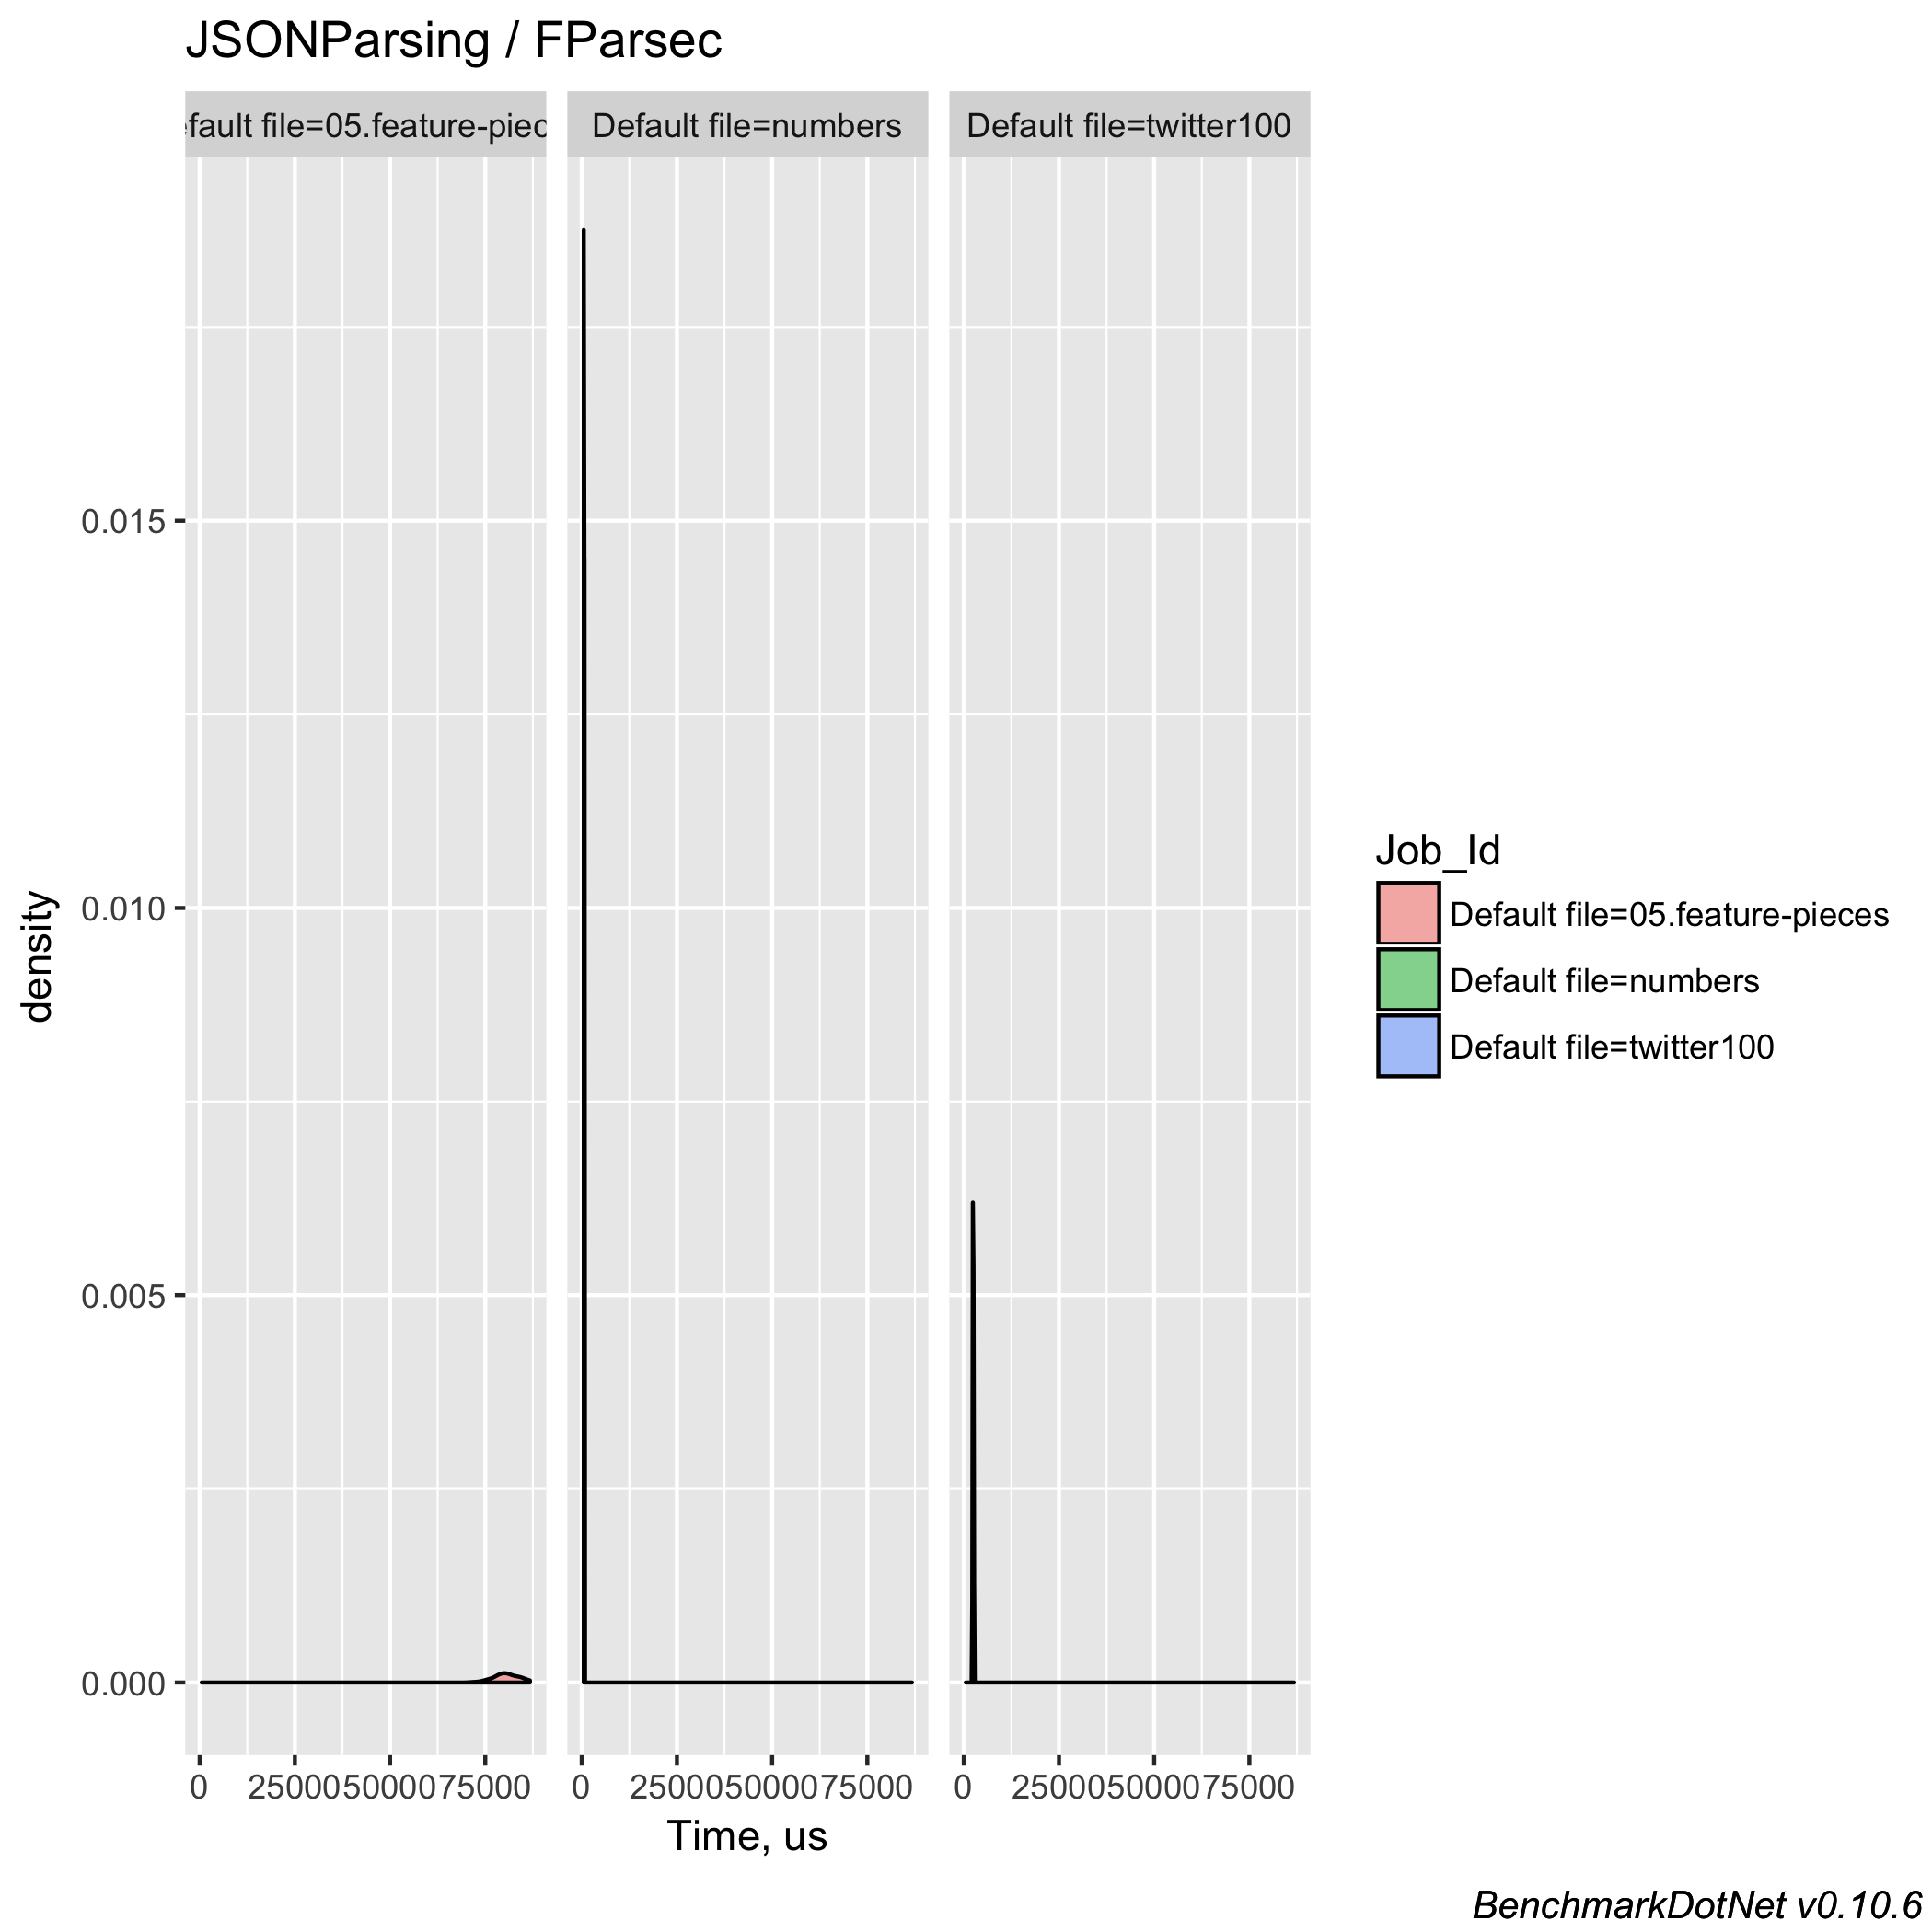 JSONParsing / FParsec
efault file=05.feature-piec
Default file=numbers
Default file=twitter100
density
0.015
0.010
0.005
0.000
0 25000 50000 75000
0 25000 50000 75000
0 25000 50000 75000
Time, us
Job_Id
Default file=05.feature-pieces
Default file=numbers
Default file=twitter100
BenchmarkDotNet v0.10.6